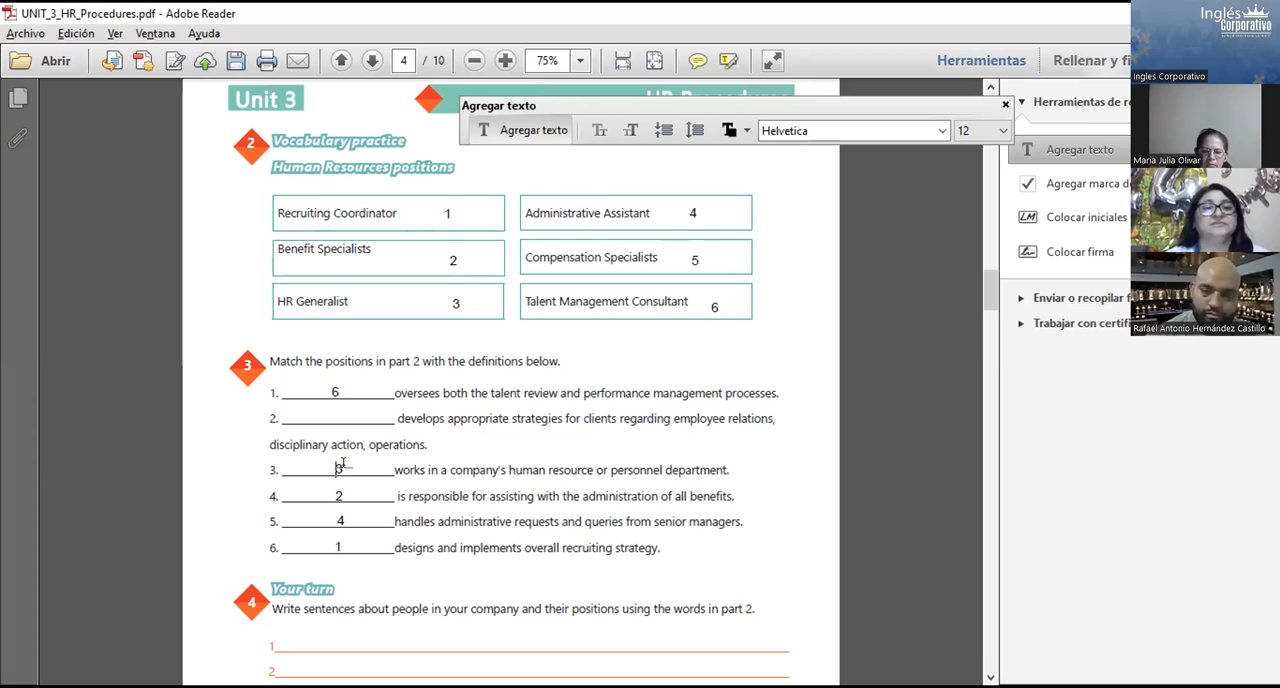 UNIT_3_HR_Procedures.pdf - Adobe Reader
Archivo Edición Ver Ventana Ayuda
Abrir 4 / 10 75% Herramientas Rellenar y fi
Agregar texto
Agregar texto Helvetica 12
Unit 3
2 Vocabulary practice
Human Resources positions
Recruiting Coordinator 1 Administrative Assistant 4
Benefit Specialists 2 Compensation Specialists 5
HR Generalist 3 Talent Management Consultant 6
3 Match the positions in part 2 with the definitions below.
1. 6 oversees both the talent review and performance management processes.
2. develops appropriate strategies for clients regarding employee relations,
disciplinary action, operations.
3. works in a company's human resource or personnel department.
4. 2 is responsible for assisting with the administration of all benefits.
5. 4 handles administrative requests and queries from senior managers.
6. 1 designs and implements overall recruiting strategy.
Your turn
4 Write sentences about people in your company and their positions using the words in part 2.
1
2
Herramientas de re
Agregar texto
Agregar marca de
Colocar iniciales
Colocar firma
Enviar o recopilar
Trabajar con certifi
Inglés
Corporativo
Ingles Corporativo
Maria Julia Olivar
Rafael Antonio Hernández Castillo